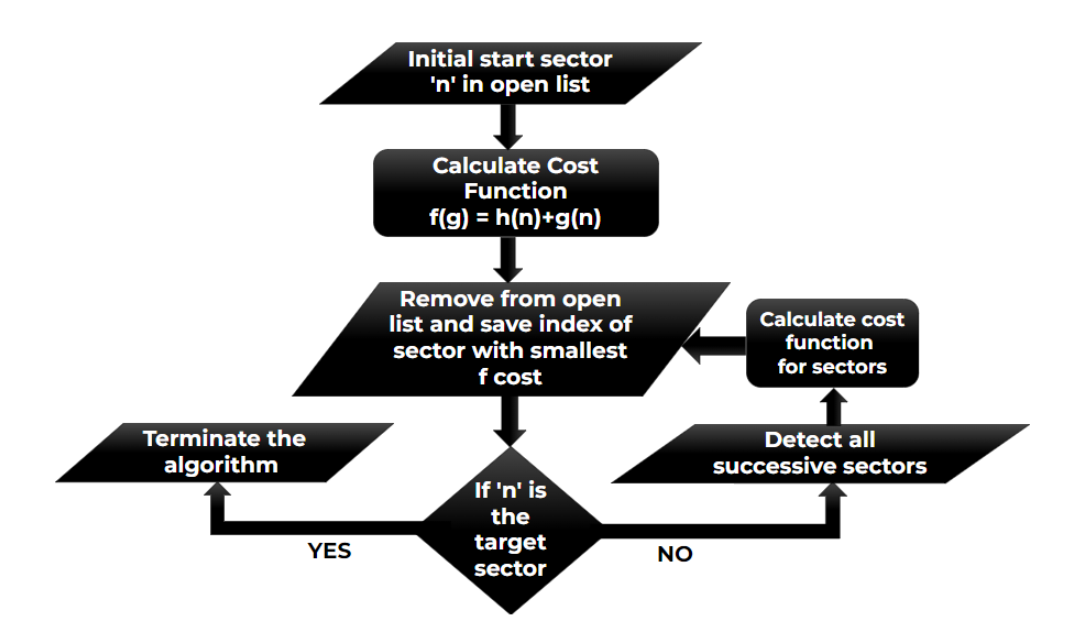 Initial start sector
'n' in open list
Calculate Cost
Function
f(g) = h(n)+g(n)
Remove from open
list and save index of
sector with smallest
f cost
Calculate cost
function
for sectors
Terminate the
algorithm
Detect all
successive sectors
If 'n' is
the
target
sector
YES
NO